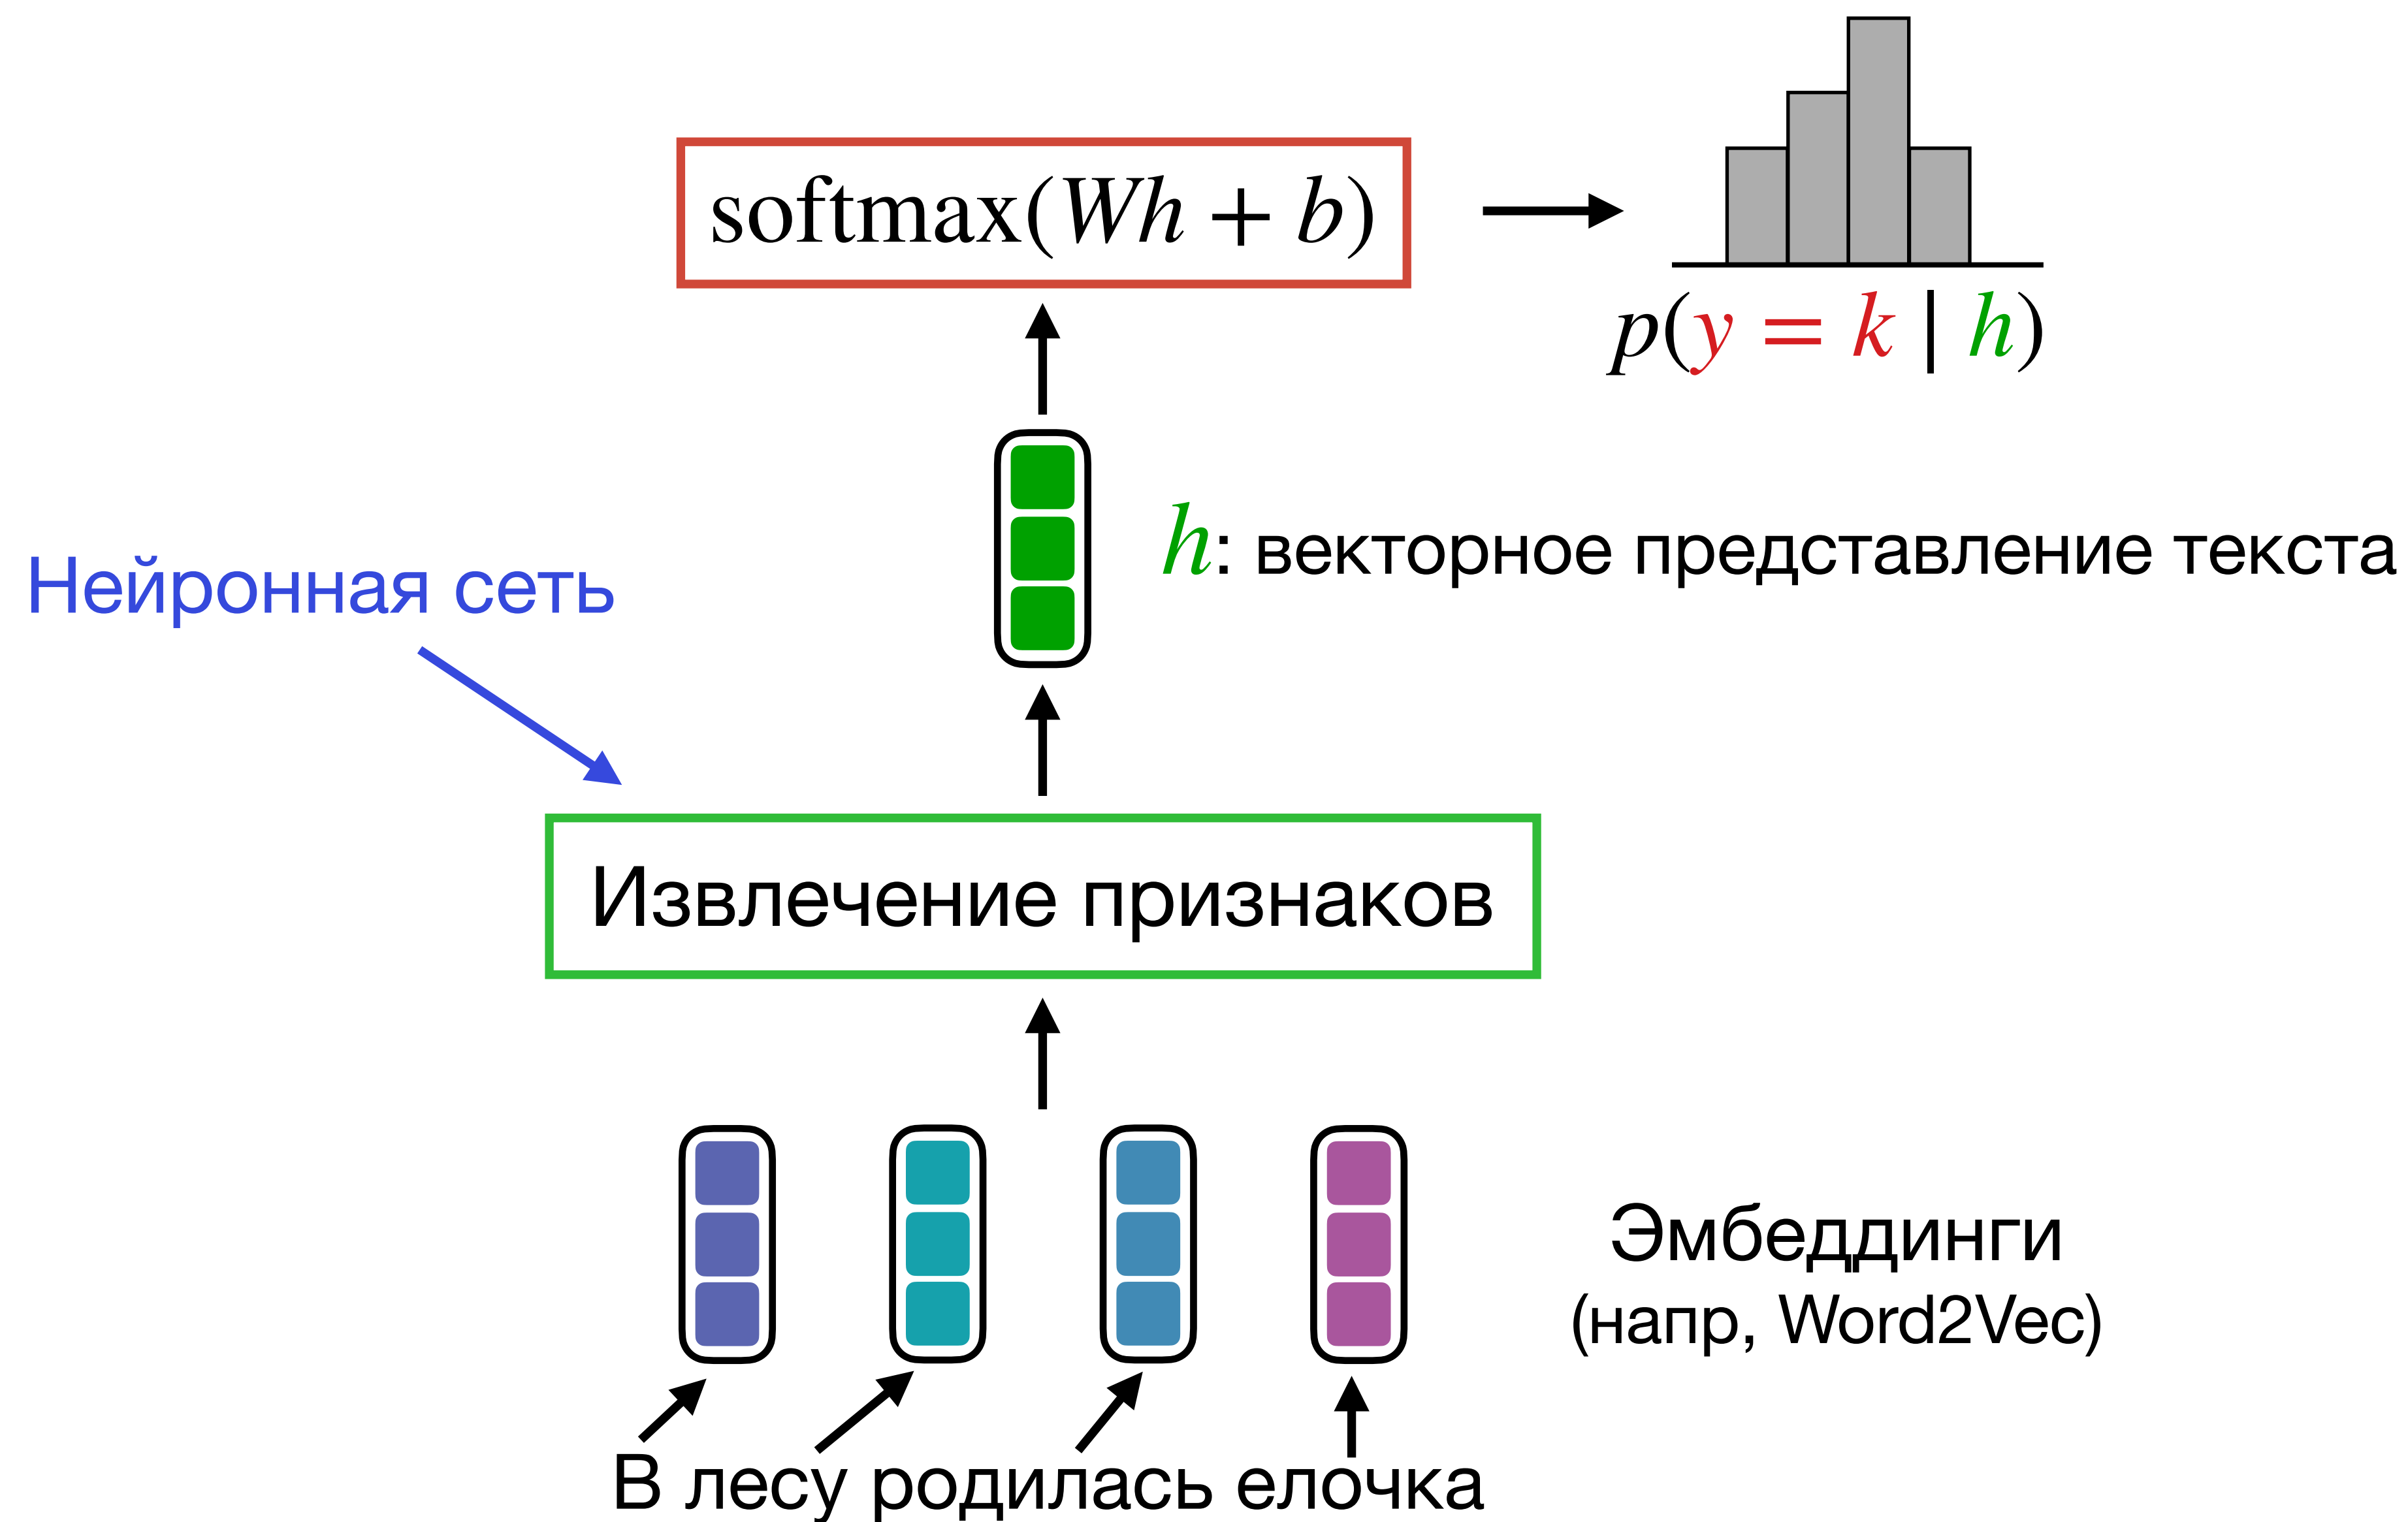 softmax(Wh + b)
p(y = k | h)
h: векторное представление текста
Нейронная сеть
Извлечение признаков
Эмбеддинги
(напр, Word2Vec)
В лесу родилась елочка